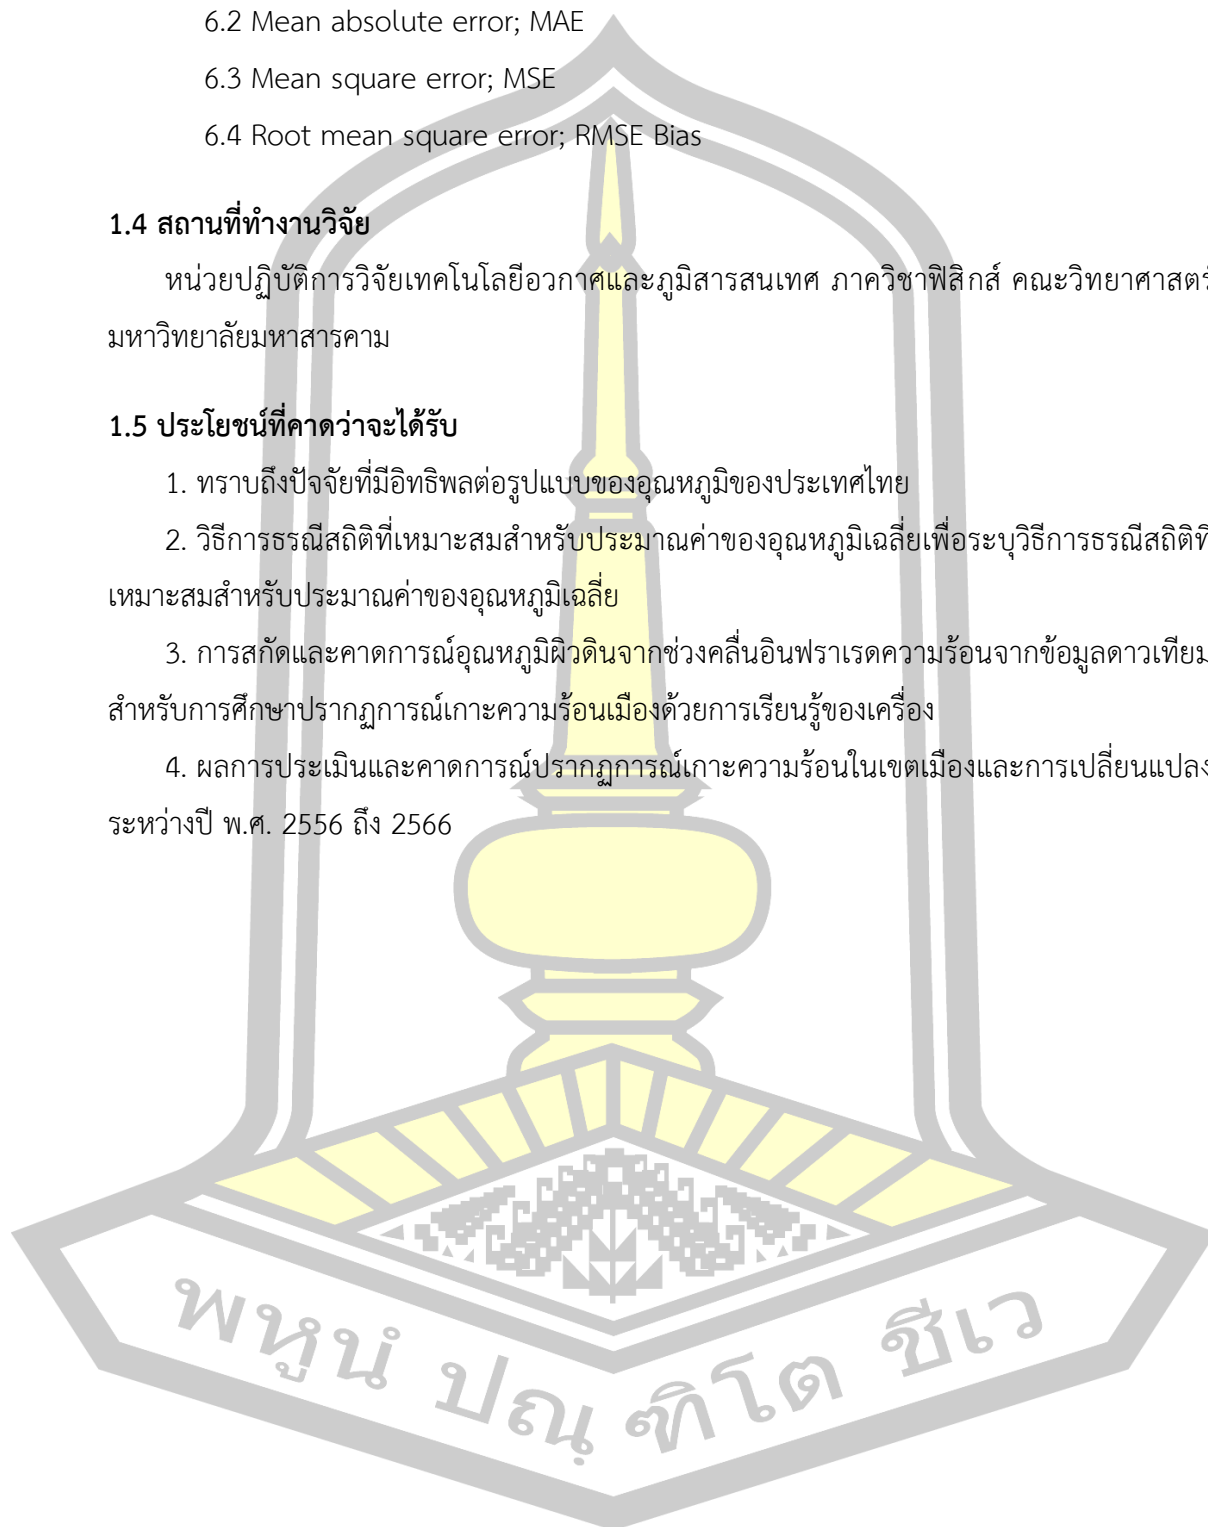 6.2 Mean absolute error; MAE
6.3 Mean square error; MSE
6.4 Root mean square error; RMSE Bias
1.4 สถานที่ทำงานวิจัย
หน่วยปฏิบัติการวิจัยเทคโนโลยีอวกาศและภูมิสารสนเทศ ภาควิชาฟิสิกส์ คณะวิทยาศาสตร์
มหาวิทยาลัยมหาสารคาม
1.5 ประโยชน์ที่คาดว่าจะได้รับ
1. ทราบถึงปัจจัยที่มีอิทธิพลต่อรูปแบบของอุณหภูมิของประเทศไทย
2. วิธีการธรณีสถิติที่เหมาะสมสำหรับประมาณค่าของอุณหภูมิเฉลี่ยเพื่อระบุวิธีการธรณีสถิติที่
เหมาะสมสำหรับประมาณค่าของอุณหภูมิเฉลี่ย
3. การสกัดและคาดการณ์อุณหภูมิผิวดินจากช่วงคลื่นอินฟราเรดความร้อนจากข้อมูลดาวเทียม
สำหรับการศึกษาปรากฏการณ์เกาะความร้อนเมืองด้วยการเรียนรู้ของเครื่อง
4. ผลการประเมินและคาดการณ์ปรากฏการณ์เกาะความร้อนในเขตเมืองและการเปลี่ยนแปลง
ระหว่างปี พ.ศ. 2556 ถึง 2566
พหูนํ ปณฺ ฑิโต ชีเว